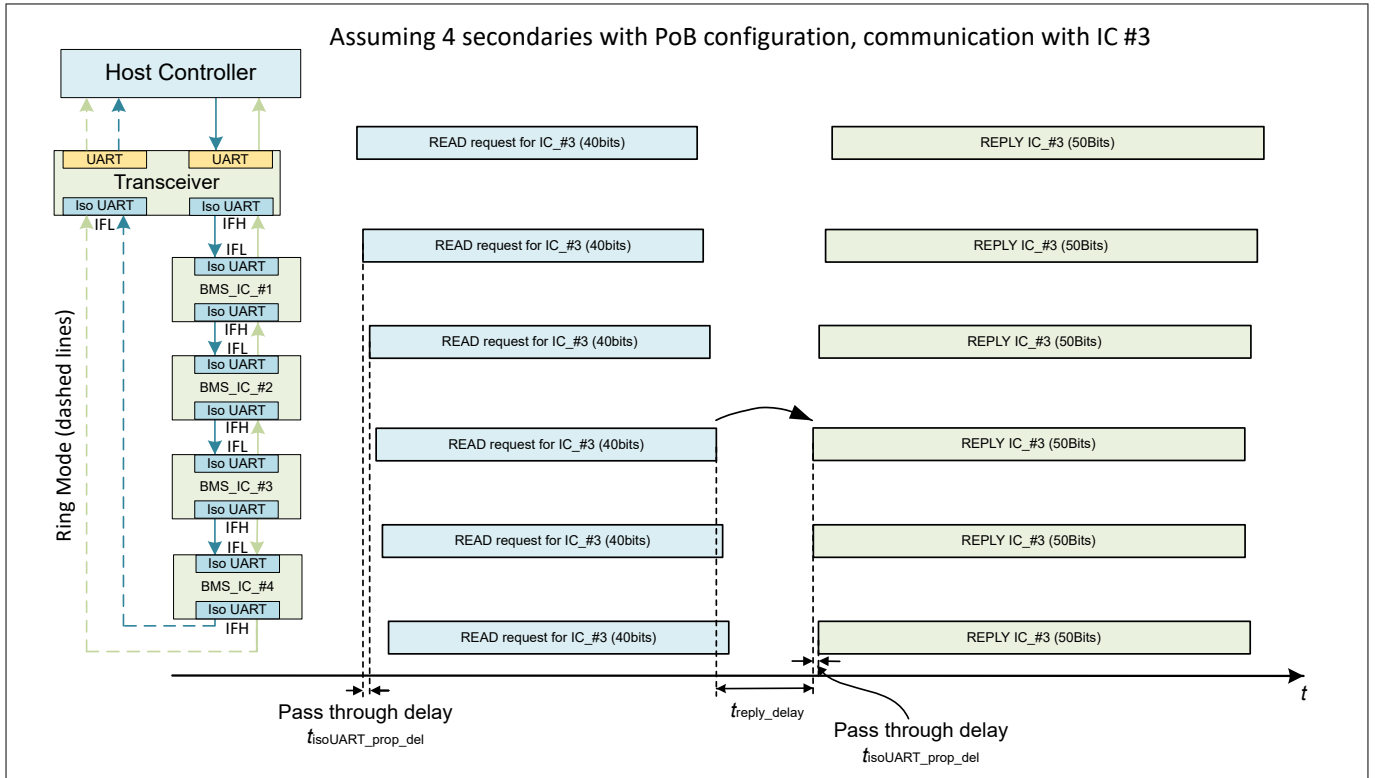 Assuming 4 secondaries with PoB configuration, communication with IC #3
Host Controller
UART
UART
Transceiver
Iso UART
Iso UART
IFL
IFH
IFL
Iso UART
BMS_IC_#1
Iso UART
IFH
IFL
Iso UART
BMS_IC_#2
Iso UART
IFH
IFL
Iso UART
BMS_IC_#3
Iso UART
IFH
IFL
Iso UART
BMS_IC_#4
Iso UART
IFH
Ring Mode (dashed lines)
READ request for IC_#3 (40bits)
REPLY IC_#3 (50Bits)
READ request for IC_#3 (40bits)
REPLY IC_#3 (50Bits)
READ request for IC_#3 (40bits)
REPLY IC_#3 (50Bits)
READ request for IC_#3 (40bits)
REPLY IC_#3 (50Bits)
READ request for IC_#3 (40bits)
REPLY IC_#3 (50Bits)
READ request for IC_#3 (40bits)
REPLY IC_#3 (50Bits)
t
Pass through delay
tisoUART_prop_del
treply_delay
Pass through delay
tisoUART_prop_del